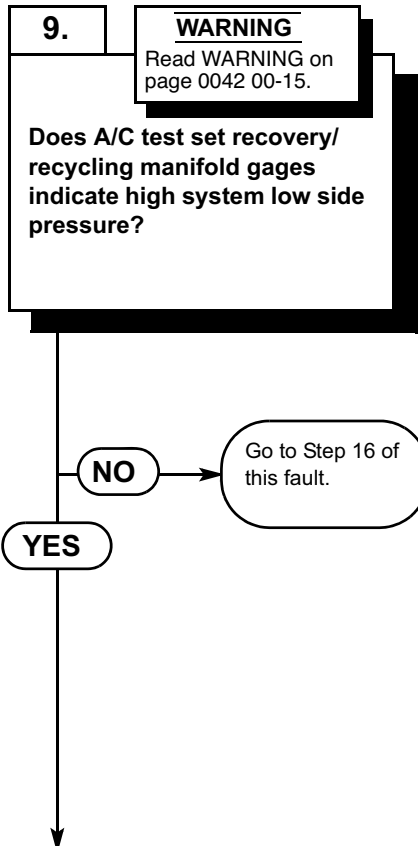 9.
WARNING
Read WARNING on
page 0042 00-15.
Does A/C test set recovery/
recycling manifold gages
indicate high system low side
pressure?
NO
Go to Step 16 of
this fault.
YES